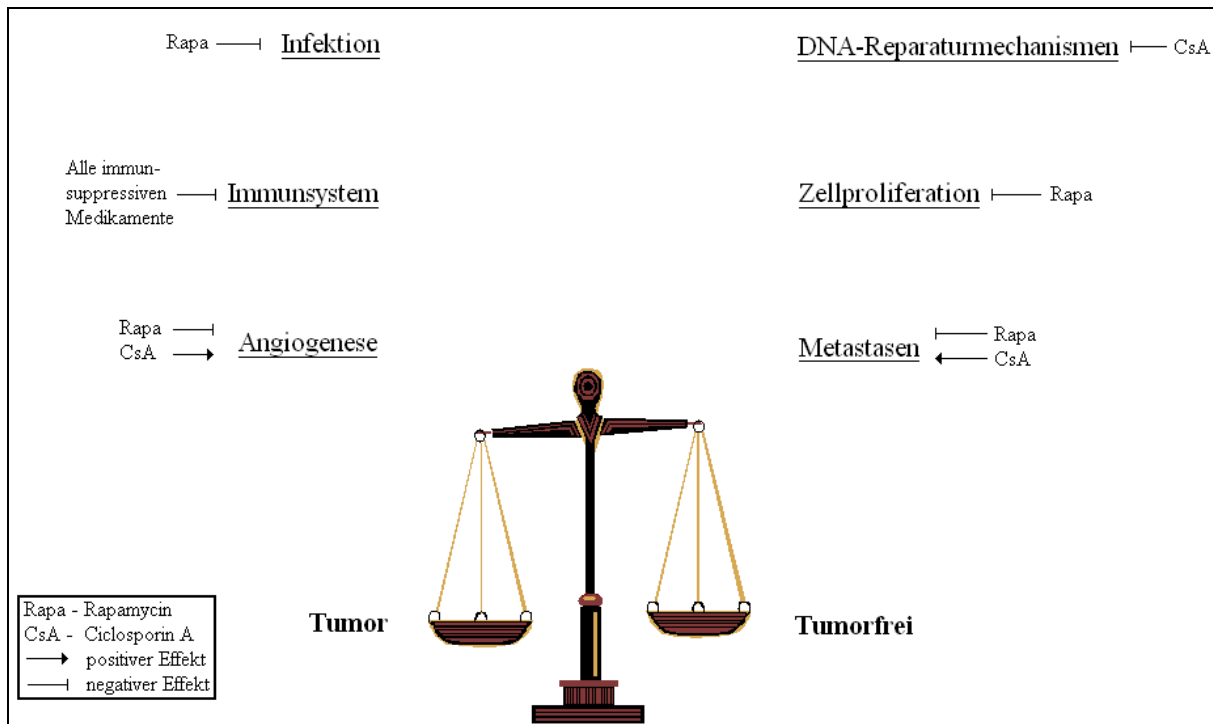 Rapa
Infektion
DNA-Reparaturmechanismen
CsA
Alle immun-
suppressiven
Medikamente
Immunsystem
Zellproliferation
Rapa
Rapa
CsA
Angiogenese
Metastasen
Rapa
CsA
Tumor
Tumorfrei
Rapa - Rapamycin
CsA - Ciclosporin A
positiver Effekt
negativer Effekt